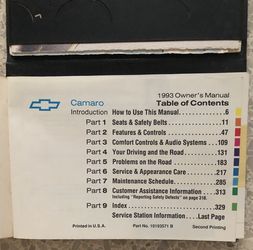 1993 Owner's Manual
Camaro Table of Contents
Introduction How to Use This Manual..........6
Part 1 Seats & Safety Belts..........11
Part 2 Features & Controls..........47
Part 3 Comfort Controls & Audio Systems...109
Part 4 Your Driving and the Road..........131
Part 5 Problems on the Road..........183
Part 6 Service & Appearance Care..........217
Part 7 Maintenance Schedule..........285
Part 8 Customer Assistance Information....313
Including "Reporting Safety Defects" on page 318.
Part 9 Index..........329
Service Station Information....Last Page
Printed in U.S.A. Part No. 10193571 B Second Printing